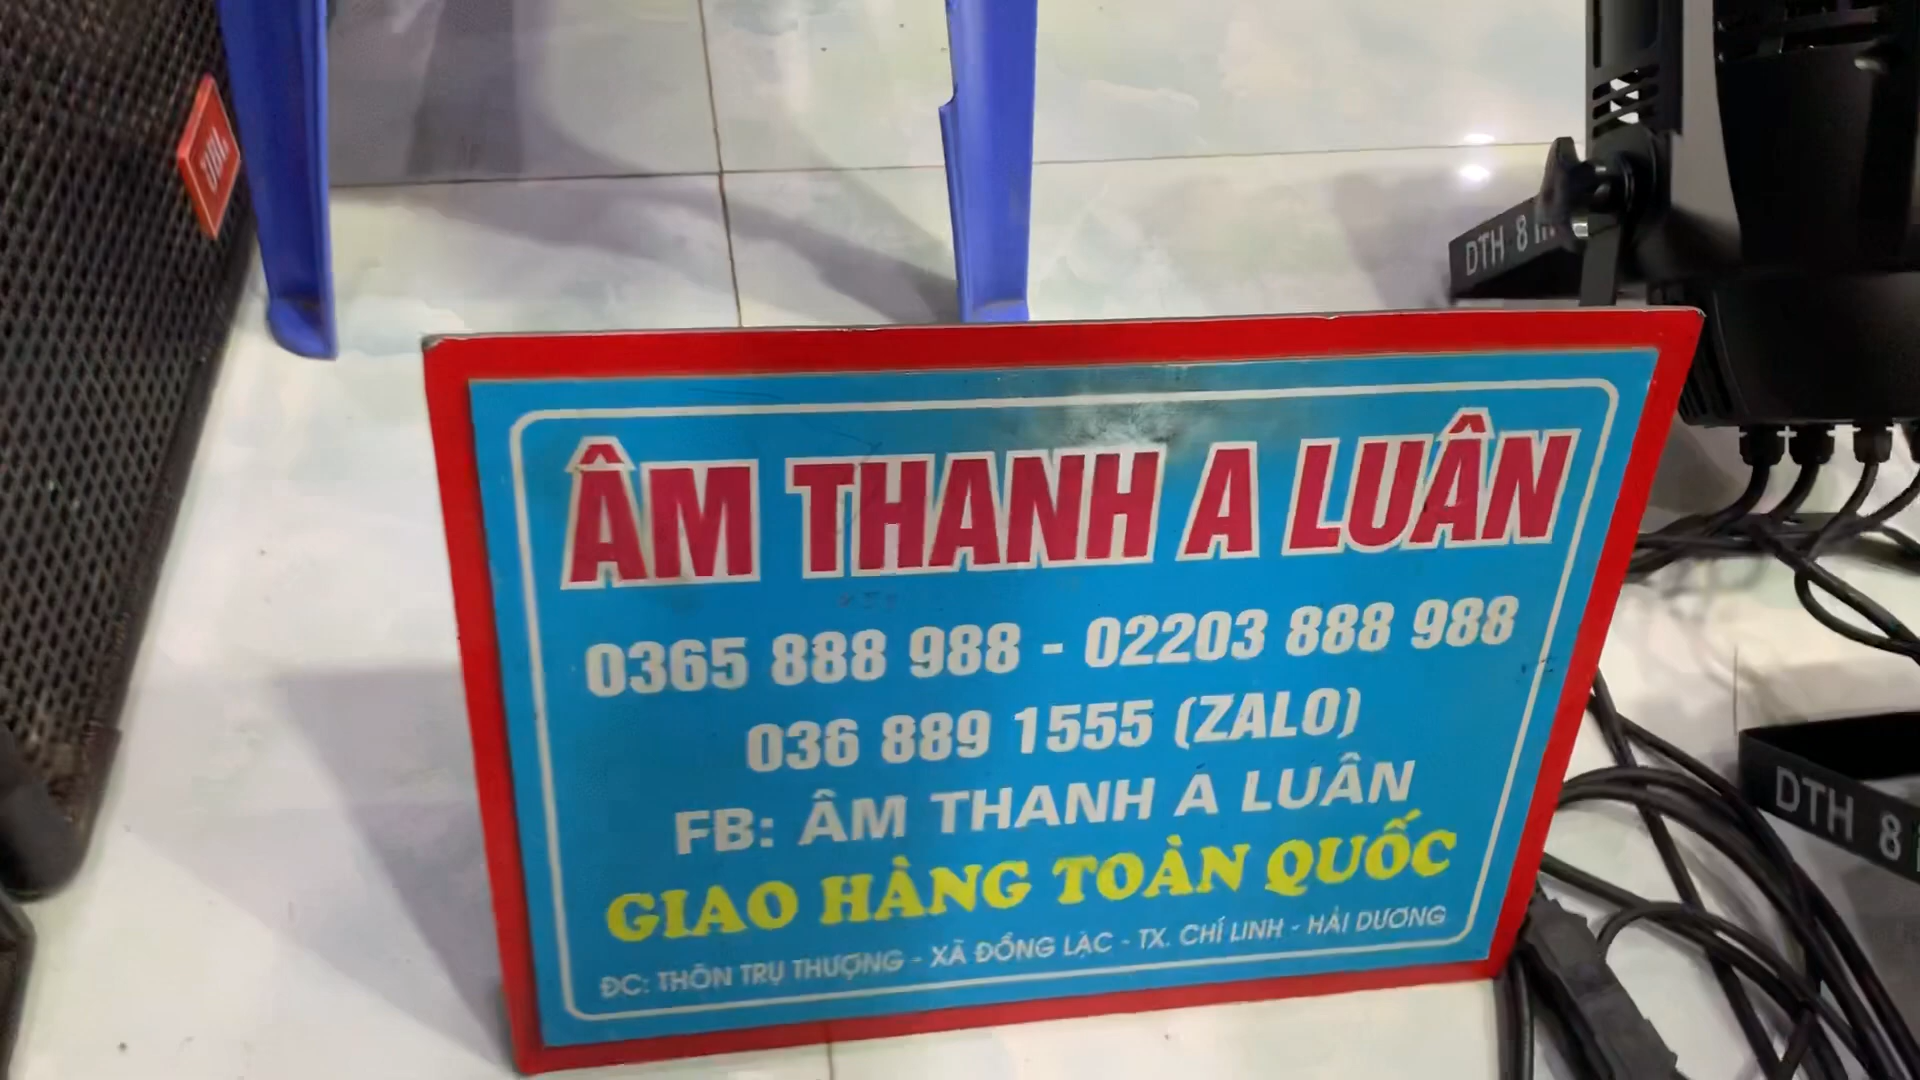 JBL
DTH 8
ÂM THANH A LUÂN
0365 888 988 - 02203 888 988
036 889 1555 (ZALO)
FB: ÂM THANH A LUÂN
GIAO HÀNG TOÀN QUỐC
ĐC: THÔN TRỤ THƯỢNG - XÃ ĐỒNG LẠC - TX. CHÍ LINH - HẢI DƯƠNG
DTH 8